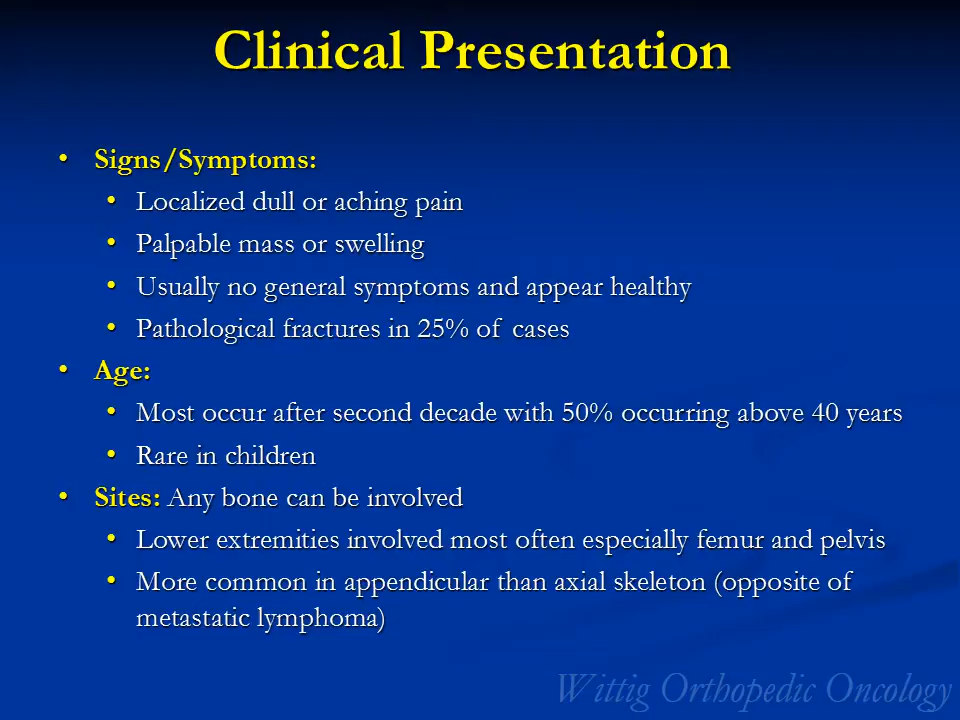 Clinical Presentation
• Signs/Symptoms:
• Localized dull or aching pain
• Palpable mass or swelling
• Usually no general symptoms and appear healthy
• Pathological fractures in 25% of cases
• Age:
• Most occur after second decade with 50% occurring above 40 years
• Rare in children
• Sites: Any bone can be involved
• Lower extremities involved most often especially femur and pelvis
• More common in appendicular than axial skeleton (opposite of
metastatic lymphoma)
Wittig Orthopedic Oncology